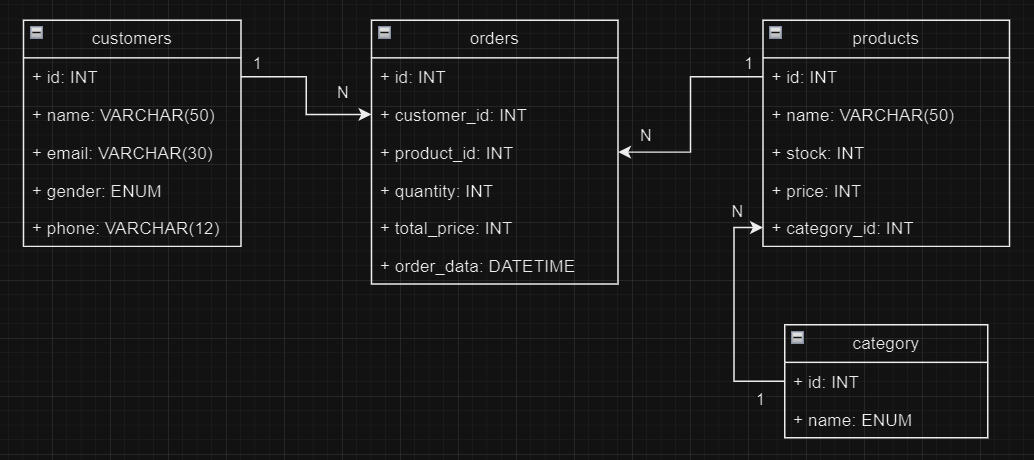 customers
+ id: INT
+ name: VARCHAR(50)
+ email: VARCHAR(30)
+ gender: ENUM
+ phone: VARCHAR(12)
1
N
orders
+ id: INT
+ customer_id: INT
+ product_id: INT
+ quantity: INT
+ total_price: INT
+ order_data: DATETIME
1
N
products
+ id: INT
+ name: VARCHAR(50)
+ stock: INT
+ price: INT
+ category_id: INT
N
1
category
+ id: INT
+ name: ENUM